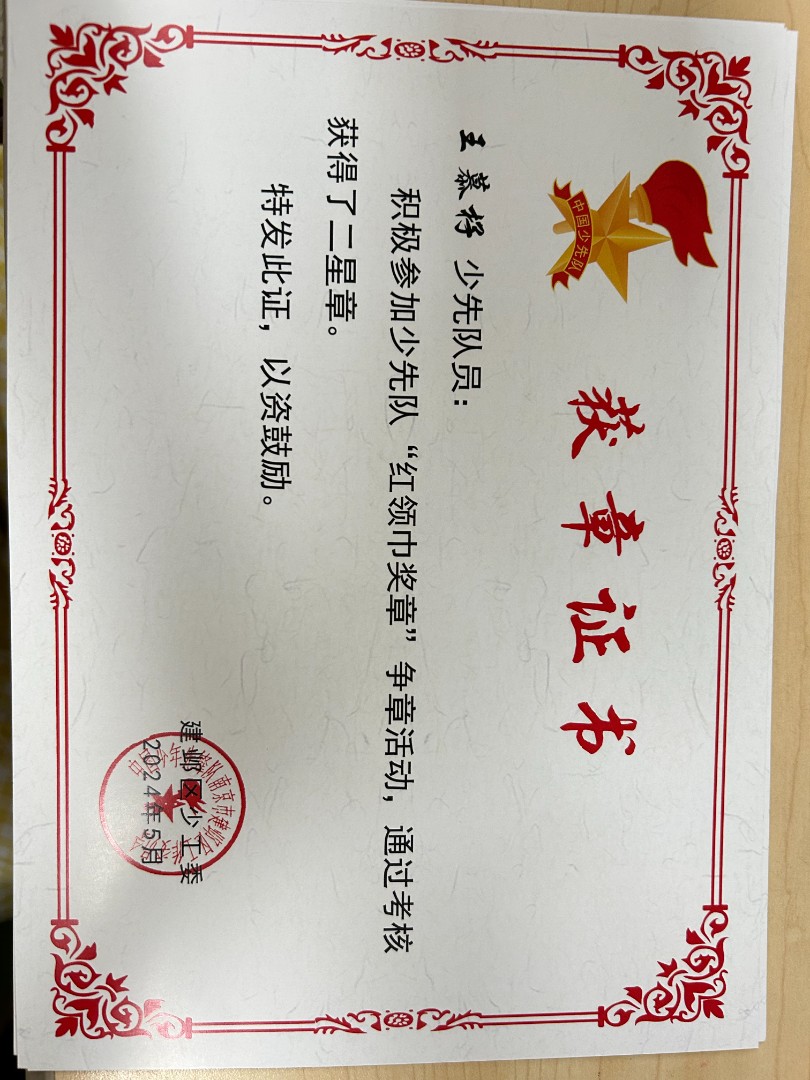 中国少先队
获章证书
王慕梓 少先队员：
积极参加少先队“红领巾奖章”争章活动，通过考核
获得了二星章。
特发此证，以资鼓励。
建邺区少工委
2024年5月